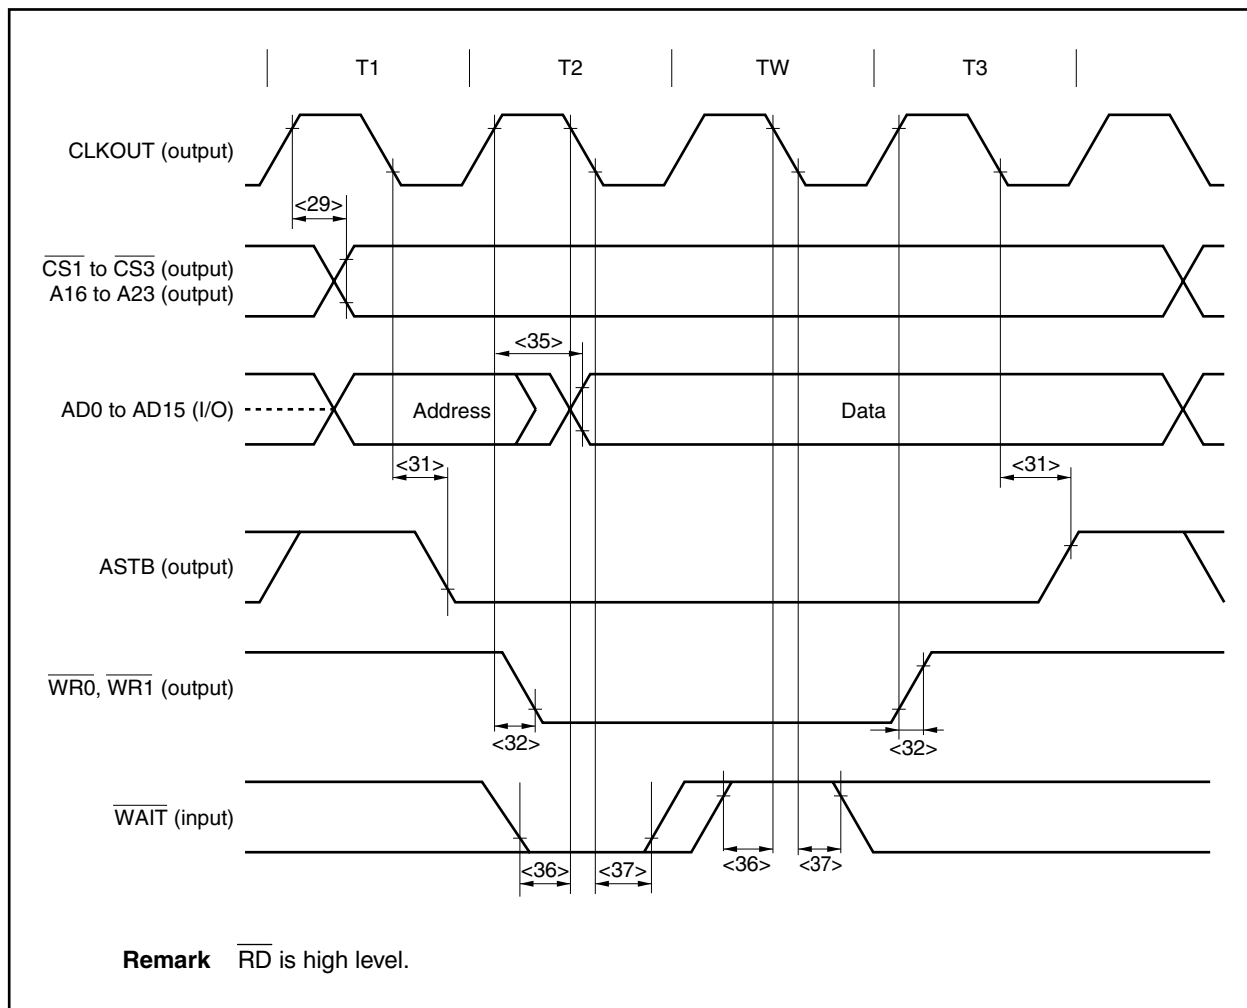 T1 T2 TW T3
CLKOUT (output)
<29>
CS1 to CS3 (output)
A16 to A23 (output)
<35>
AD0 to AD15 (I/O) Address Data
<31> <31>
ASTB (output)
WR0, WR1 (output)
<32> <32>
WAIT (input)
<36> <37> <36> <37>
Remark RD is high level.